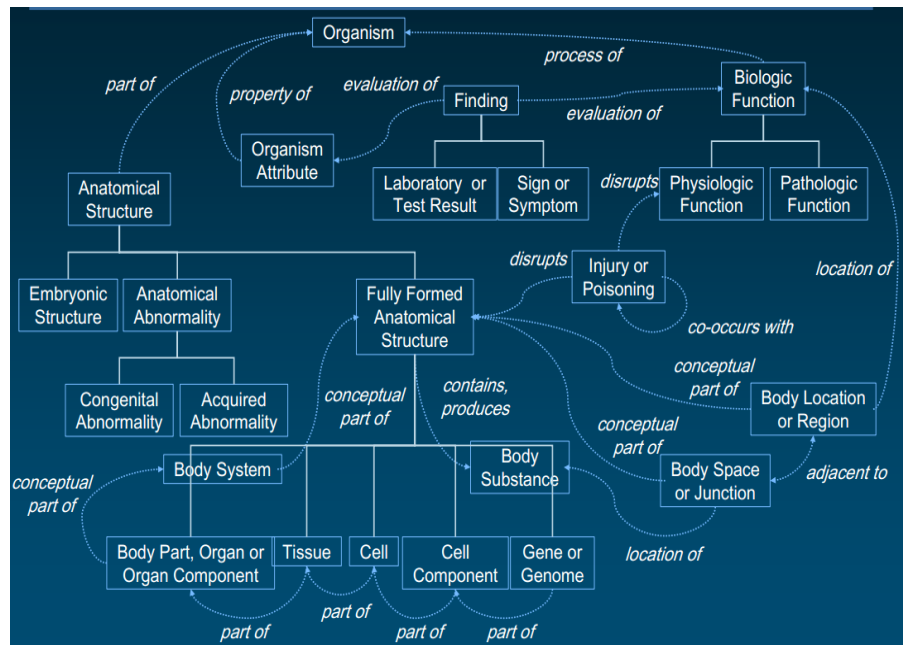 Organism
process of
part of
property of
evaluation of
Finding
evaluation of
Biologic
Function
Organism
Attribute
Anatomical
Structure
Laboratory or
Test Result
Sign or
Symptom
disrupts
Physiologic
Function
Pathologic
Function
disrupts
Injury or
Poisoning
location of
Embryonic
Structure
Anatomical
Abnormality
Fully Formed
Anatomical
Structure
co-occurs with
Congenital
Abnormality
Acquired
Abnormality
conceptual
part of
contains,
produces
conceptual
part of
Body Location
or Region
conceptual
part of
Body System
Body
Substance
Body Space
or Junction
adjacent to
conceptual
part of
Body Part, Organ or
Organ Component
Tissue
Cell
Cell
Component
Gene or
Genome
location of
part of
part of
part of
part of